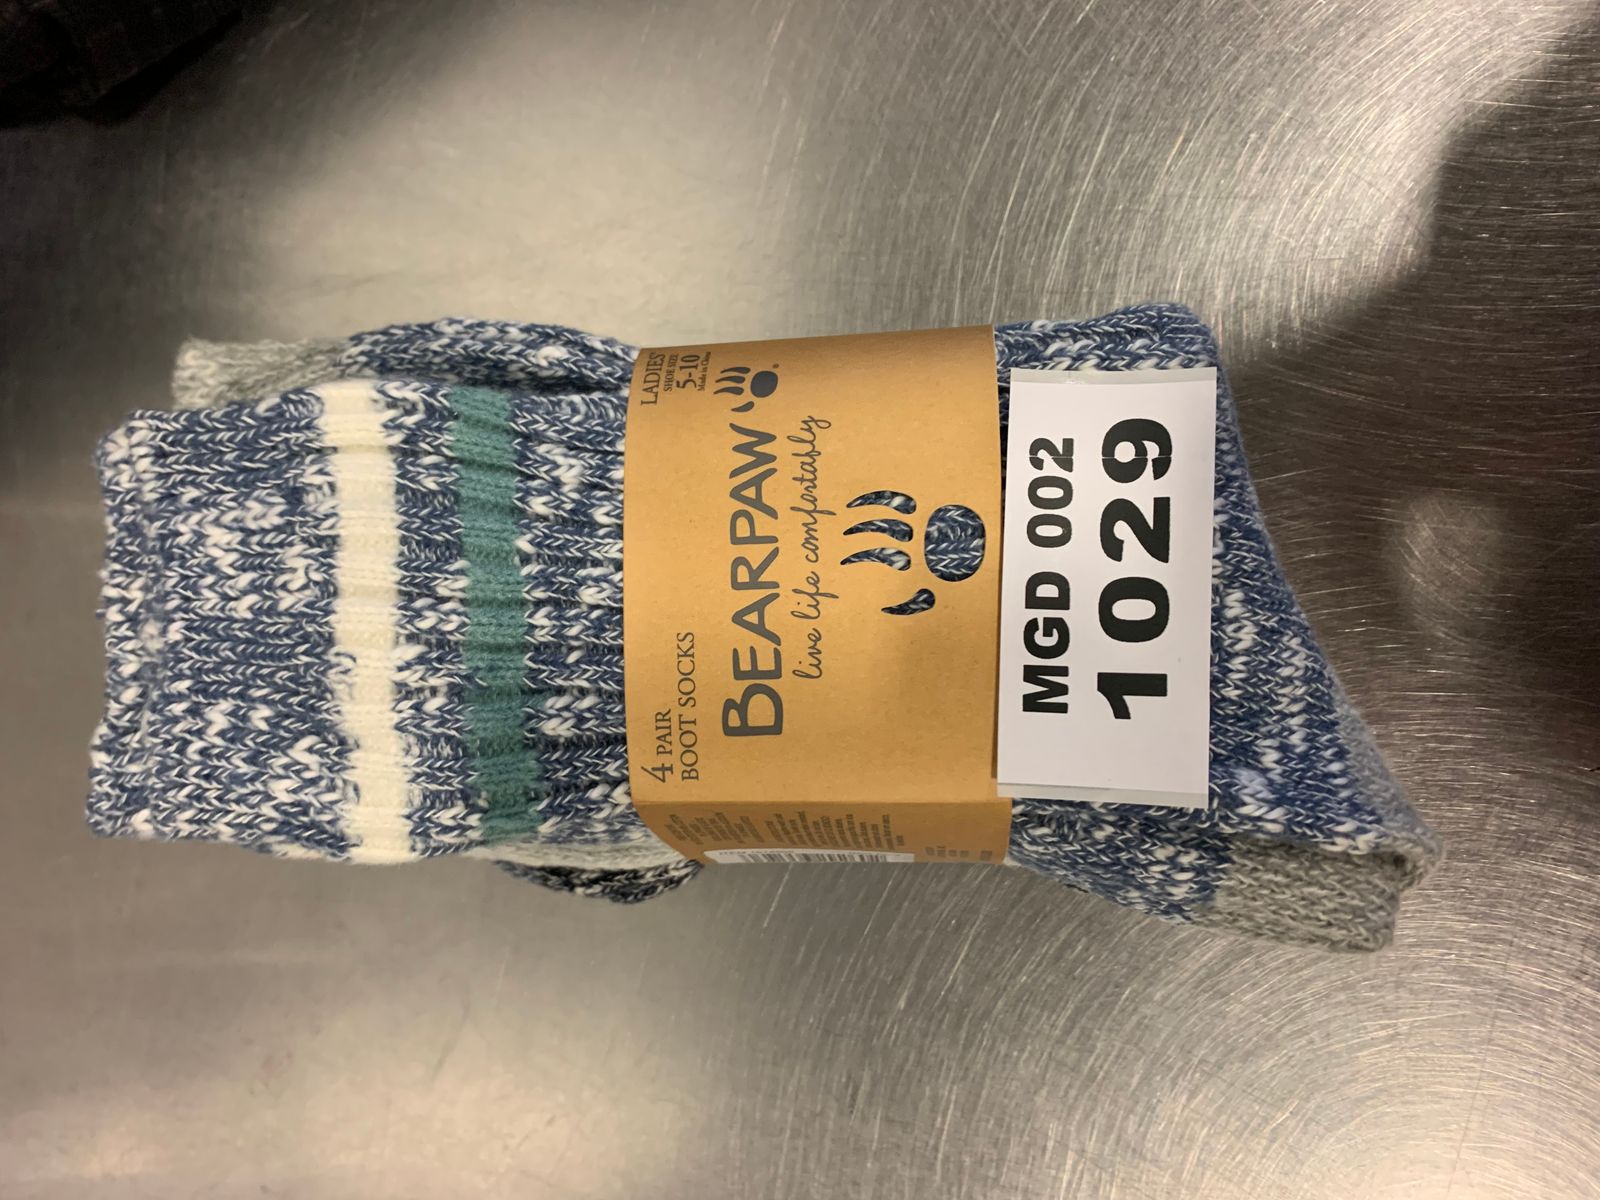 4 PAIR
BOOT SOCKS
LADIES'
SHOE SIZE
5-10
Made in China
BEARPAW
live life comfortably
MGD 002
1029